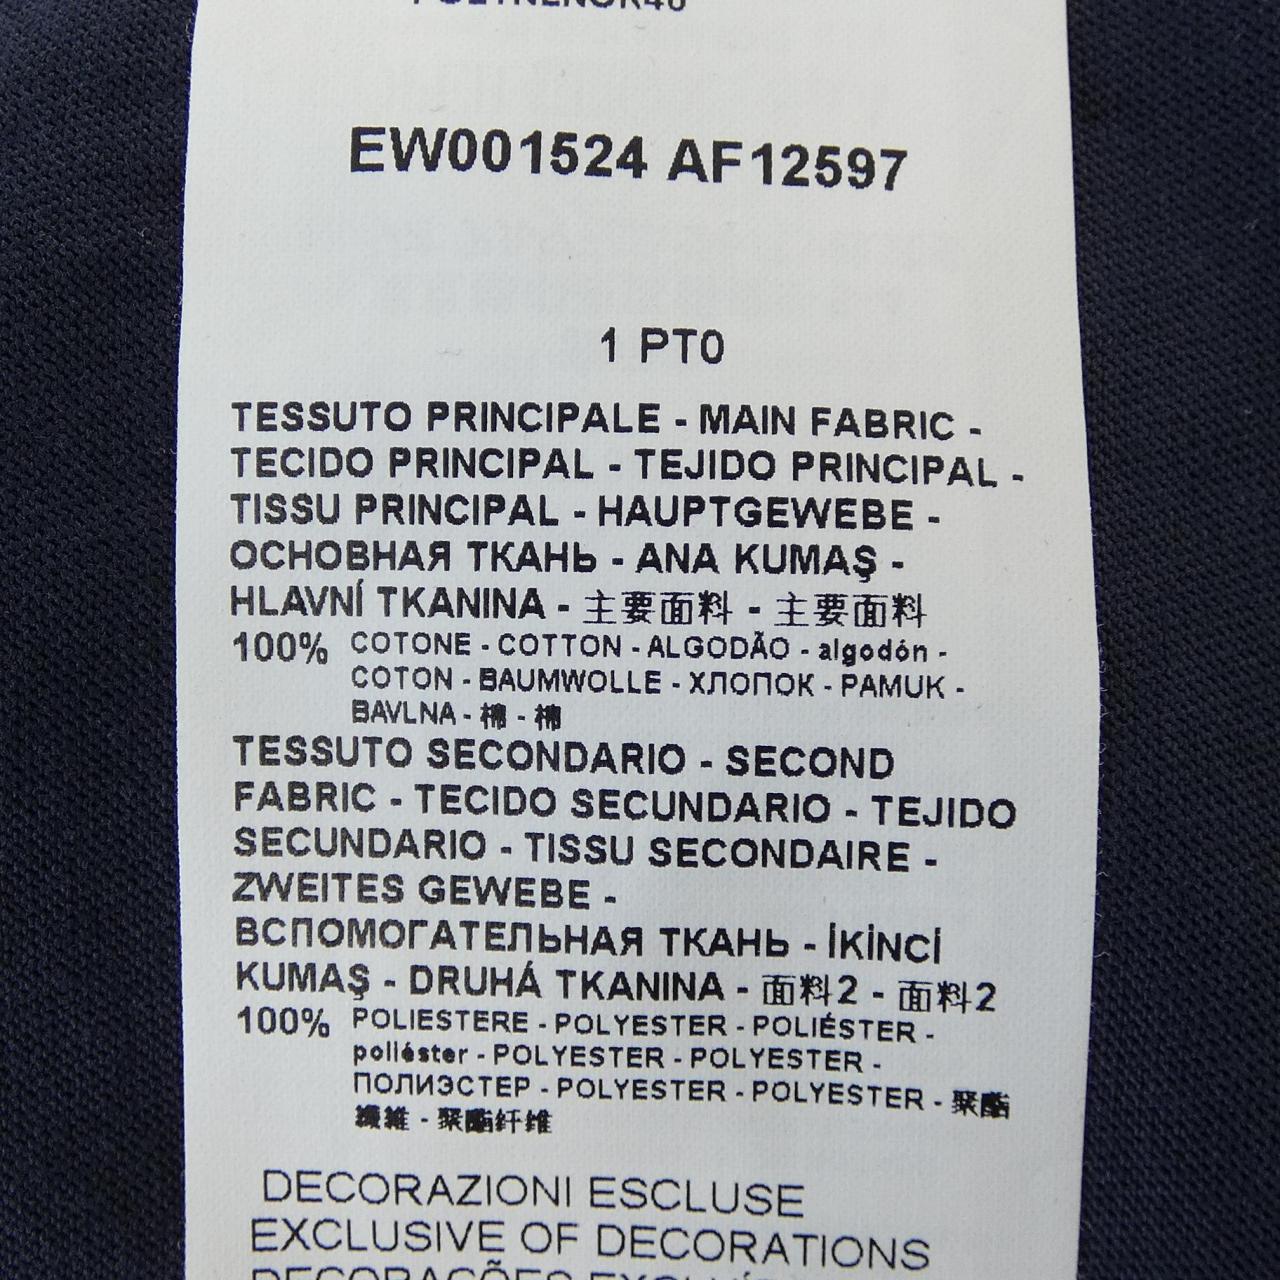 EW001524 AF12597
1 PT0
TESSUTO PRINCIPALE - MAIN FABRIC -
TECIDO PRINCIPAL - TEJIDO PRINCIPAL -
TISSU PRINCIPAL - HAUPTGEWEBE -
ОСНОВНАЯ ТКАНЬ - ANA KUMAŞ -
HLAVNÍ TKANINA - 主要面料 - 主要面料
100% COTONE - COTTON - ALGODÃO - algodón -
COTON - BAUMWOLLE - ХЛОПОК - PAMUK -
BAVLNA - 棉 - 棉
TESSUTO SECONDARIO - SECOND
FABRIC - TECIDO SECUNDARIO - TEJIDO
SECUNDARIO - TISSU SECONDAIRE -
ZWEITES GEWEBE -
ВСПОМОГАТЕЛЬНАЯ ТКАНЬ - İKİNCİ
KUMAŞ - DRUHÁ TKANINA - 面料2 - 面料2
100% POLIESTERE - POLYESTER - POLIÉSTER -
poliéster - POLYESTER - POLYESTER -
ПОЛИЭСТЕР - POLYESTER - POLYESTER - 聚酯
纖維 - 聚酯纤维
DECORAZIONI ESCLUSE
EXCLUSIVE OF DECORATIONS